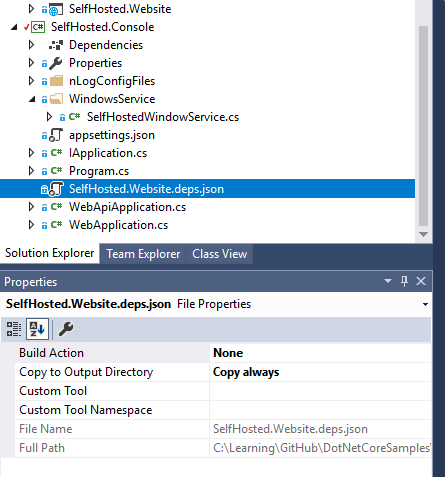 SelfHosted.Website
C# SelfHosted.Console
Dependencies
Properties
nLogConfigFiles
WindowsService
C# SelfHostedWindowService.cs
appsettings.json
C# IApplication.cs
C# Program.cs
SelfHosted.Website.deps.json
C# WebApiApplication.cs
C# WebApplication.cs
Solution Explorer Team Explorer Class View
Properties
SelfHosted.Website.deps.json File Properties
Build Action None
Copy to Output Directory Copy always
Custom Tool
Custom Tool Namespace
File Name SelfHosted.Website.deps.json
Full Path C:\Learning\GitHub\DotNetCoreSamples\